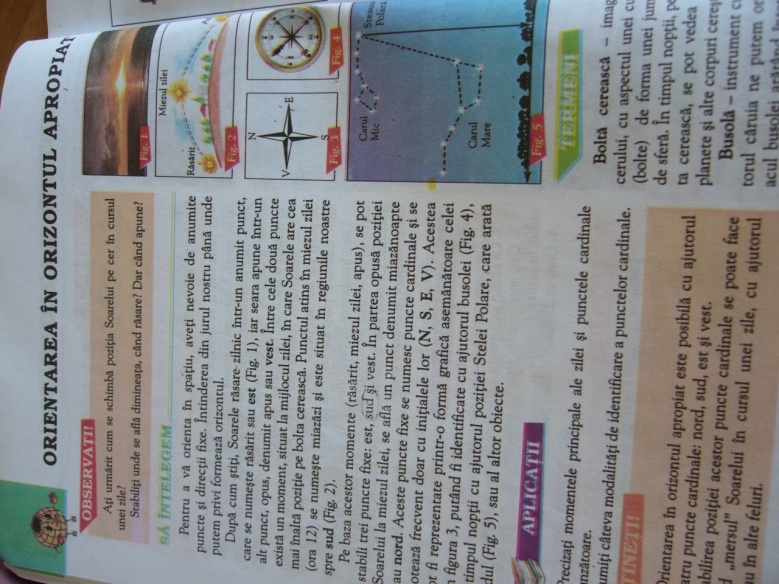 ORIENTAREA ÎN ORIZONTUL APROPIAT
OBSERVAȚI!
Ați urmărit cum se schimbă poziția Soarelui pe cer în cursul
unei zile?
Stabiliți unde se află dimineața, când răsare? Dar când apune?
SĂ ÎNȚELEGEM
Pentru a vă orienta în spațiu, aveți nevoie de anumite
puncte și direcții fixe. Întinderea din jurul nostru până unde
putem privi formează orizontul.
După cum știți, Soarele răsare zilnic într-un anumit punct,
care se numește răsărit sau est (Fig. 1), iar seara apune într-un
alt punct, opus, denumit apus sau vest. Între cele două puncte
există un moment, situat la mijlocul zilei, în care Soarele are cea
mai înaltă poziție pe bolta cerească. Punctul atins în miezul zilei
(ora 12) se numește miazăzi și este situat în regiunile noastre
spre sud (Fig. 2).
Pe baza acestor momente (răsărit, miezul zilei, apus), se pot
stabili trei puncte fixe: est, sud și vest. În partea opusă poziției
Soarelui la miezul zilei, se află un punct denumit miazănoapte
au nord. Aceste puncte fixe se numesc puncte cardinale și se
otează frecvent doar cu inițialele lor (N, S, E, V). Acestea
ot fi reprezentate printr-o formă grafică asemănătoare celei
n figura 3, putând fi identificate cu ajutorul busolei (Fig. 4),
timpul nopții cu ajutorul poziției Stelei Polare, care arată
dul (Fig. 5), sau al altor obiecte.
APLICAȚII
Precizați momentele principale ale zilei și punctele cardinale
unzătoare.
umiți câteva modalități de identificare a punctelor cardinale.
INEȚI!
Orientarea în orizontul apropiat este posibilă cu ajutorul
tru puncte cardinale: nord, sud, est și vest.
bilirea poziției acestor puncte cardinale se poate face
d „mersul” Soarelui în cursul unei zile, cu ajutorul
au în alte feluri.
Fig. 1
Miezul zilei
Răsărit
A
Fig. 2
N
E
S
V
Fig. 3
Fig. 4
Steaua
Polară
Carul
Mic
Carul
Mare
Fig. 5
TERMENI
Boltă cerească – imag
cerului, cu aspectul unei cu
(bolte) de forma unei jum
de sferă. În timpul nopții, pe
ta cerească, se pot vedea
planete și alte corpuri cereș
Busolă – instrument cu
torul căruia ne putem or
acul busolei